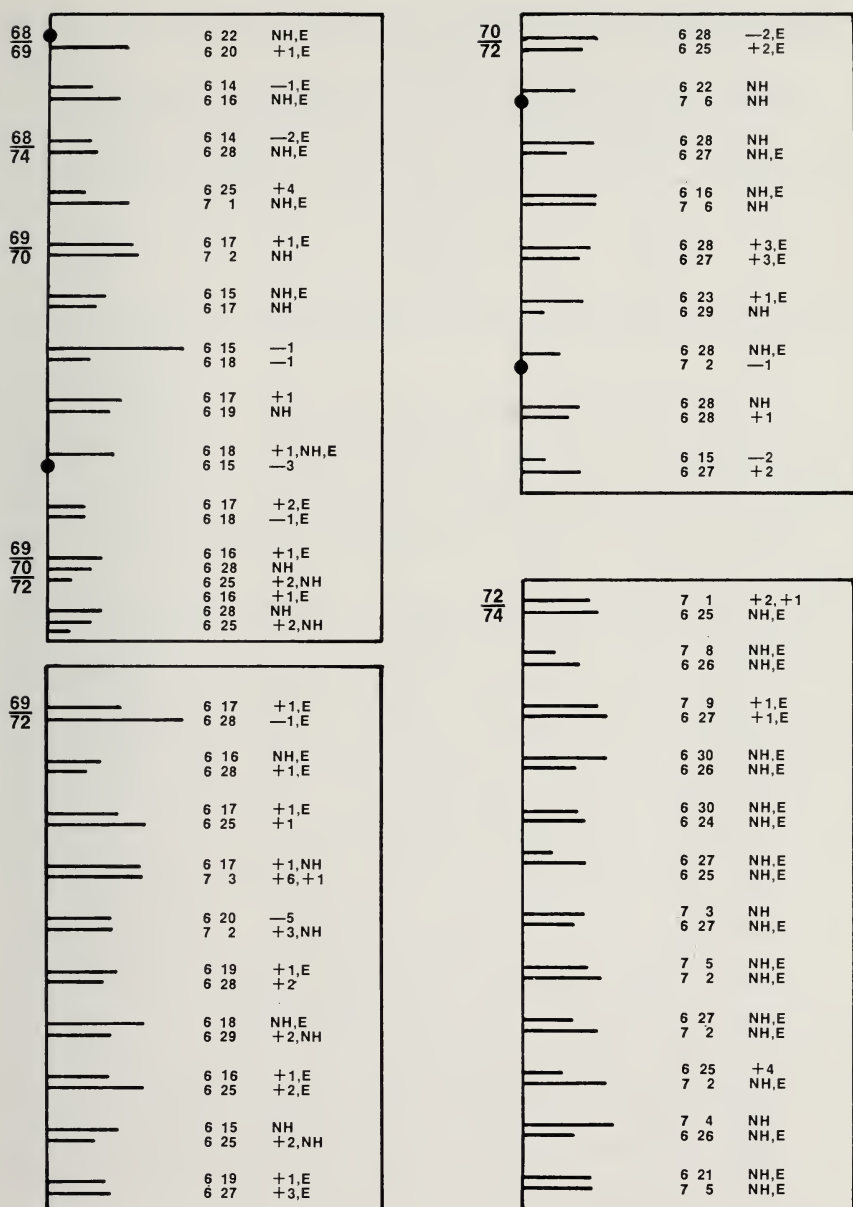 68
69
6 22 NH,E
6 20 +1,E
6 14 —1,E
6 16 NH,E
68
74
6 14 —2,E
6 28 NH,E
6 25 +4
7 1 NH,E
69
70
6 17 +1,E
7 2 NH
6 15 NH,E
6 17 NH
6 15 —1
6 18 —1
6 17 +1
6 19 NH
6 18 +1,NH,E
6 15 —3
6 17 +2,E
6 18 —1,E
69
70
72
6 16 +1,E
6 28 NH
6 25 +2,NH
6 16 +1,E
6 28 NH
6 25 +2,NH
69
72
6 17 +1,E
6 28 —1,E
6 16 NH,E
6 28 +1,E
6 17 +1,E
6 25 +1
6 17 +1,NH
7 3 +6,+1
6 20 —5
7 2 +3,NH
6 19 +1,E
6 28 +2
6 18 NH,E
6 29 +2,NH
6 16 +1,E
6 25 +2,E
6 15 NH
6 25 +2,NH
6 19 +1,E
6 27 +3,E
70
72
6 28 —2,E
6 25 +2,E
6 22 NH
7 6 NH
6 28 NH
6 27 NH,E
6 16 NH,E
7 6 NH
6 28 +3,E
6 27 +3,E
6 23 +1,E
6 29 NH
6 28 NH,E
7 2 —1
6 28 NH
6 28 +1
6 15 —2
6 27 +2
72
74
7 1 +2,+1
6 25 NH,E
7 8 NH,E
6 26 NH,E
7 9 +1,E
6 27 +1,E
6 30 NH,E
6 26 NH,E
6 30 NH,E
6 24 NH,E
6 27 NH,E
6 25 NH,E
7 3 NH
6 27 NH,E
7 5 NH,E
7 2 NH,E
6 27 NH,E
7 2 NH,E
6 25 +4
7 2 NH,E
7 4 NH
6 26 NH,E
6 21 NH,E
7 5 NH,E